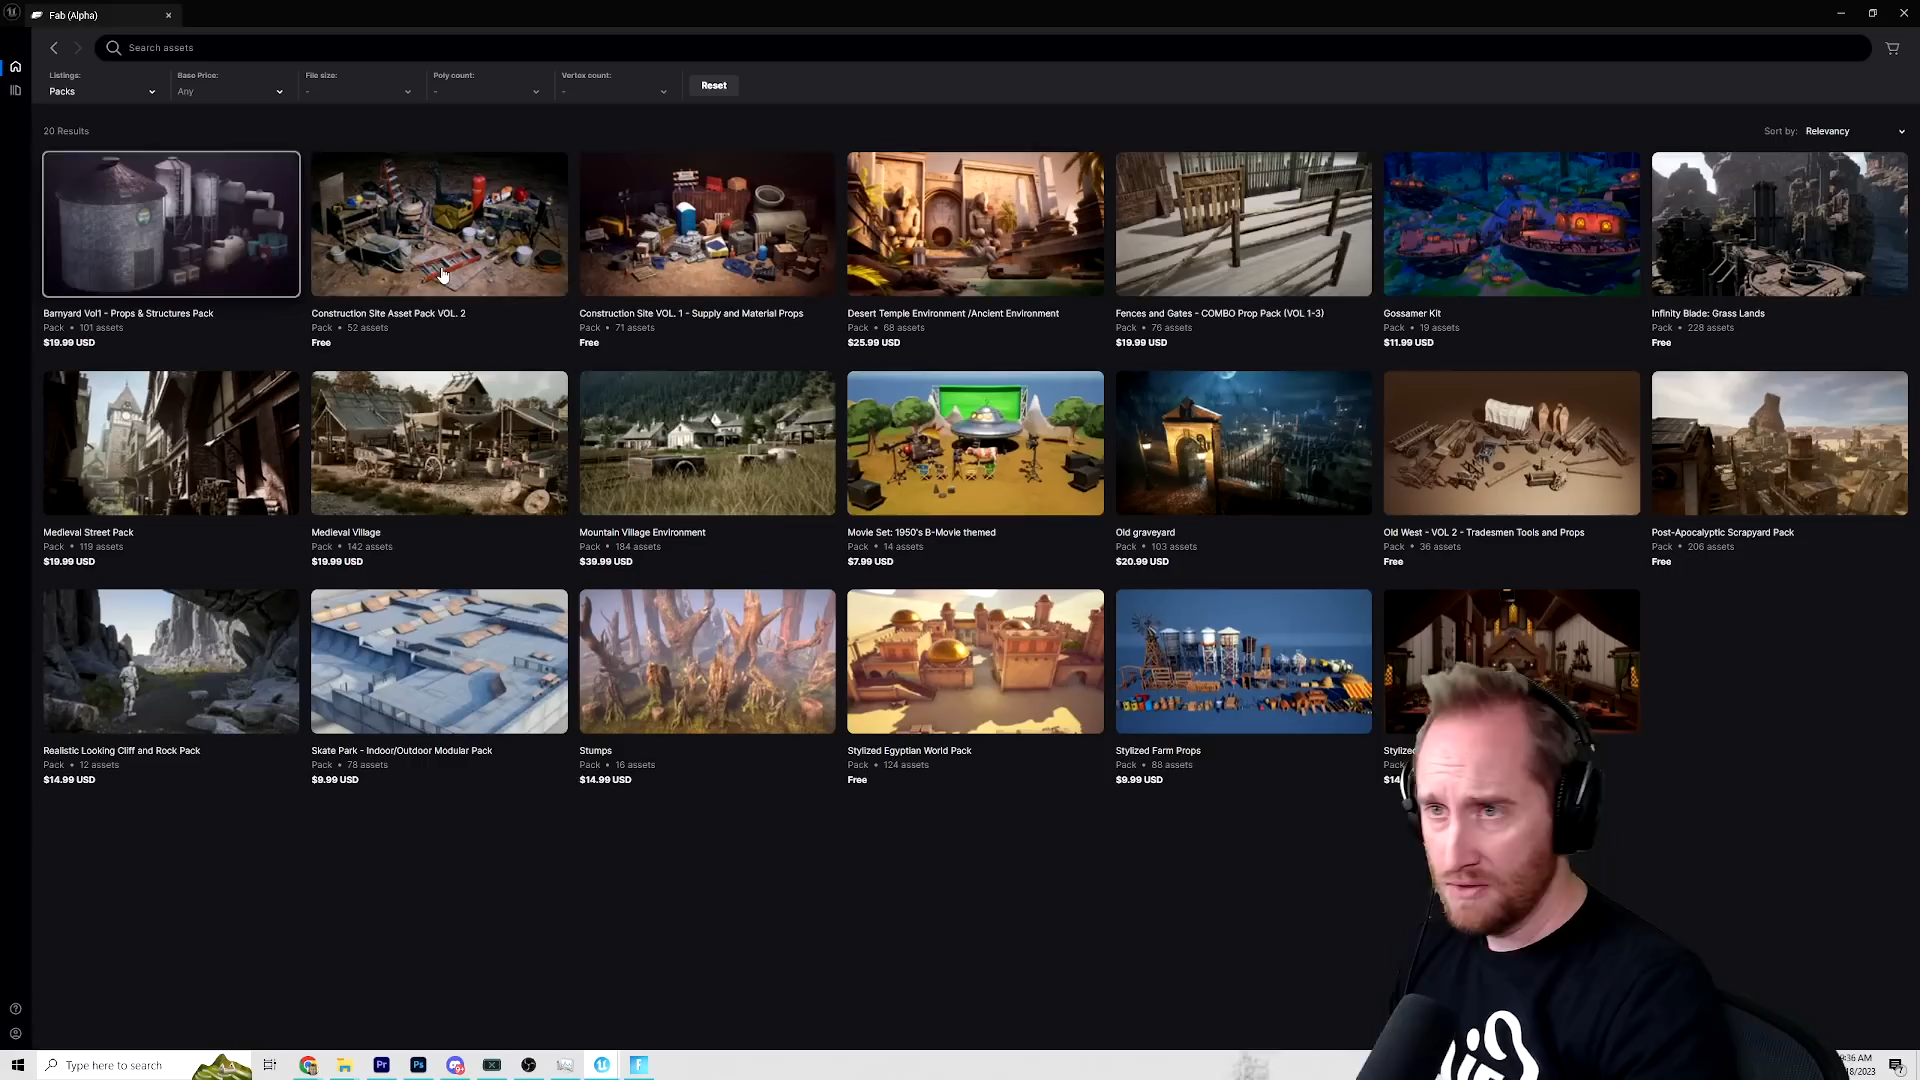 Fab (Alpha)
Search assets
Listings:
Packs
Base Price:
Any
File size:
-
Poly count:
-
Vertex count:
-
Reset
20 Results
Sort by: Relevancy
Barnyard Vol1 - Props & Structures Pack
Pack • 101 assets
$19.99 USD
Construction Site Asset Pack VOL. 2
Pack • 52 assets
Free
Construction Site VOL. 1 - Supply and Material Props
Pack • 71 assets
Free
Desert Temple Environment /Ancient Environment
Pack • 68 assets
$25.99 USD
Fences and Gates - COMBO Prop Pack (VOL 1-3)
Pack • 76 assets
$19.99 USD
Gossamer Kit
Pack • 19 assets
$11.99 USD
Infinity Blade: Grass Lands
Pack • 228 assets
Free
Medieval Street Pack
Pack • 119 assets
$19.99 USD
Medieval Village
Pack • 142 assets
$19.99 USD
Mountain Village Environment
Pack • 184 assets
$39.99 USD
Movie Set: 1950's B-Movie themed
Pack • 14 assets
$7.99 USD
Old graveyard
Pack • 103 assets
$20.99 USD
Old West - VOL 2 - Tradesmen Tools and Props
Pack • 36 assets
Free
Post-Apocalyptic Scrapyard Pack
Pack • 206 assets
Free
Realistic Looking Cliff and Rock Pack
Pack • 12 assets
$14.99 USD
Skate Park - Indoor/Outdoor Modular Pack
Pack • 78 assets
$9.99 USD
Stumps
Pack • 16 assets
$14.99 USD
Stylized Egyptian World Pack
Pack • 124 assets
Free
Stylized Farm Props
Pack • 88 assets
$9.99 USD
Stylized
Pack
$14
Type here to search
Pr
Ps
9+
F
:36 AM
18/2023